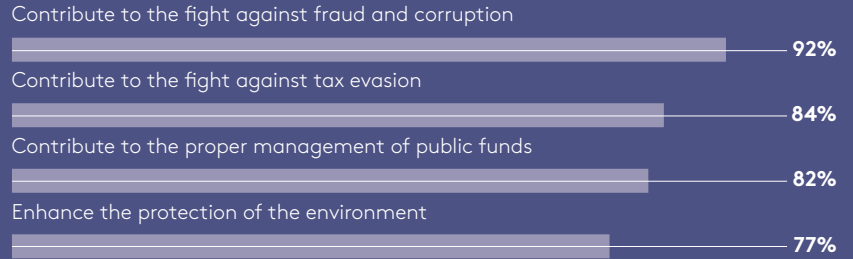 Contribute to the fight against fraud and corruption
92%
Contribute to the fight against tax evasion
84%
Contribute to the proper management of public funds
82%
Enhance the protection of the environment
77%